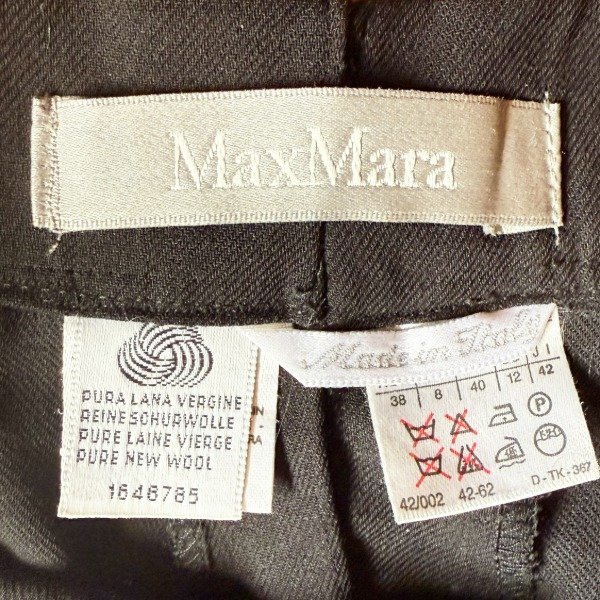 MaxMara
PURA LANA VERGINE
REINE SCHURWOLLE
PURE LAINE VIERGE
PURE NEW WOOL
1646785
Made in Italy
38 8 40 12 42
42/002 42-62 D-TK-367